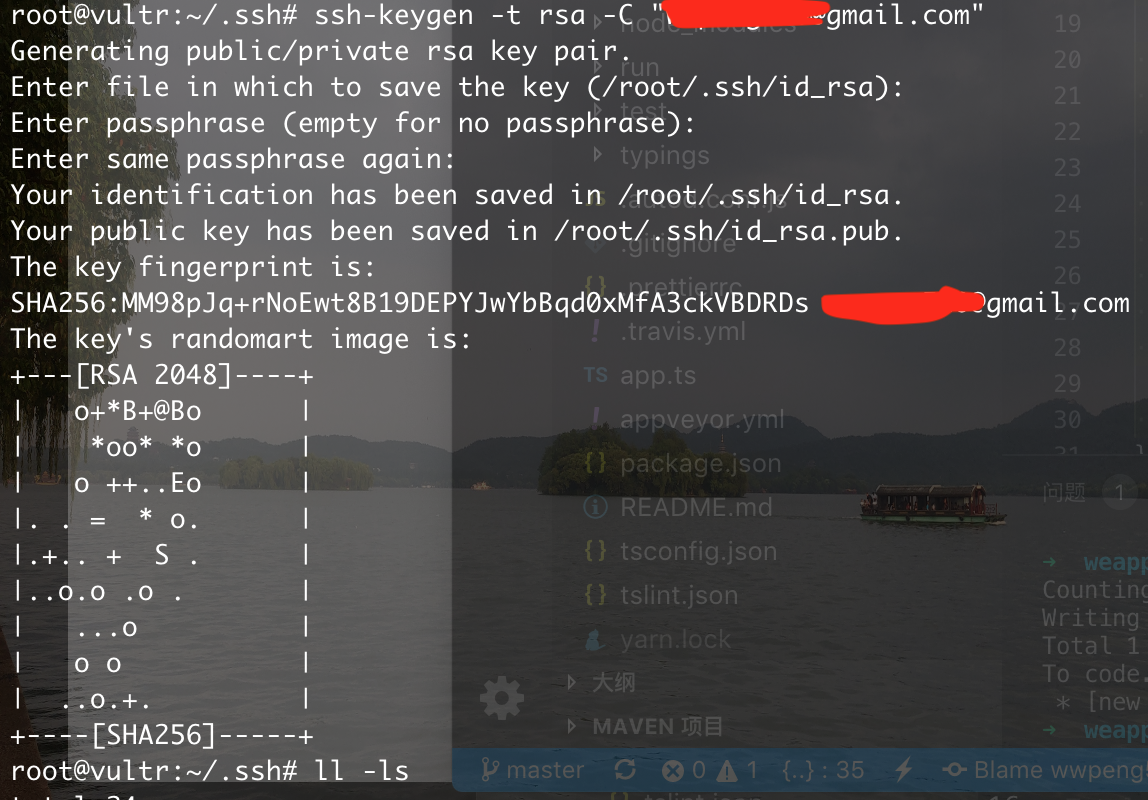 root@vultr:~/.ssh# ssh-keygen -t rsa -C "@gmail.com"
Generating public/private rsa key pair.
Enter file in which to save the key (/root/.ssh/id_rsa):
Enter passphrase (empty for no passphrase):
Enter same passphrase again:
Your identification has been saved in /root/.ssh/id_rsa.
Your public key has been saved in /root/.ssh/id_rsa.pub.
The key fingerprint is:
SHA256:MM98pJq+rNoEwt8B19DEPYJwYbBqd0xMfA3ckVBDRDs @gmail.com
The key's randomart image is:
+---[RSA 2048]----+
|    o+*B+@Bo      |
|     *oo* *o      |
|    o ++..Eo      |
|. . =  * o.       |
|.+.. +  S .       |
|..o.o .o .        |
|    ...o          |
|    o o           |
|   ..o.+.         |
+----[SHA256]-----+
root@vultr:~/.ssh# ll -ls
node_modules
run
test
typings
.gitignore
.prettierrc
.travis.yml
TS app.ts
appveyor.yml
{} package.json
README.md
{} tsconfig.json
{} tslint.json
yarn.lock
大纲
MAVEN 项目
19
20
21
22
23
24
25
26
27
28
29
30
31
问题 1
→ weapp
Counting
Writing
Total 1
To code.
* [new
→ weapp
master 0 1 {..} : 35 Blame wwpeng
tslint.json